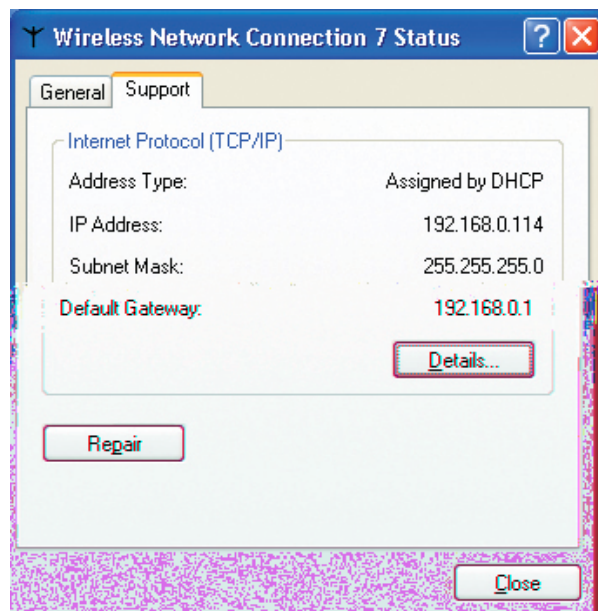 Wireless Network Connection 7 Status
General Support
Internet Protocol (TCP/IP)
Address Type: Assigned by DHCP
IP Address: 192.168.0.114
Subnet Mask: 255.255.255.0
Default Gateway: 192.168.0.1
Details...
Repair
Close